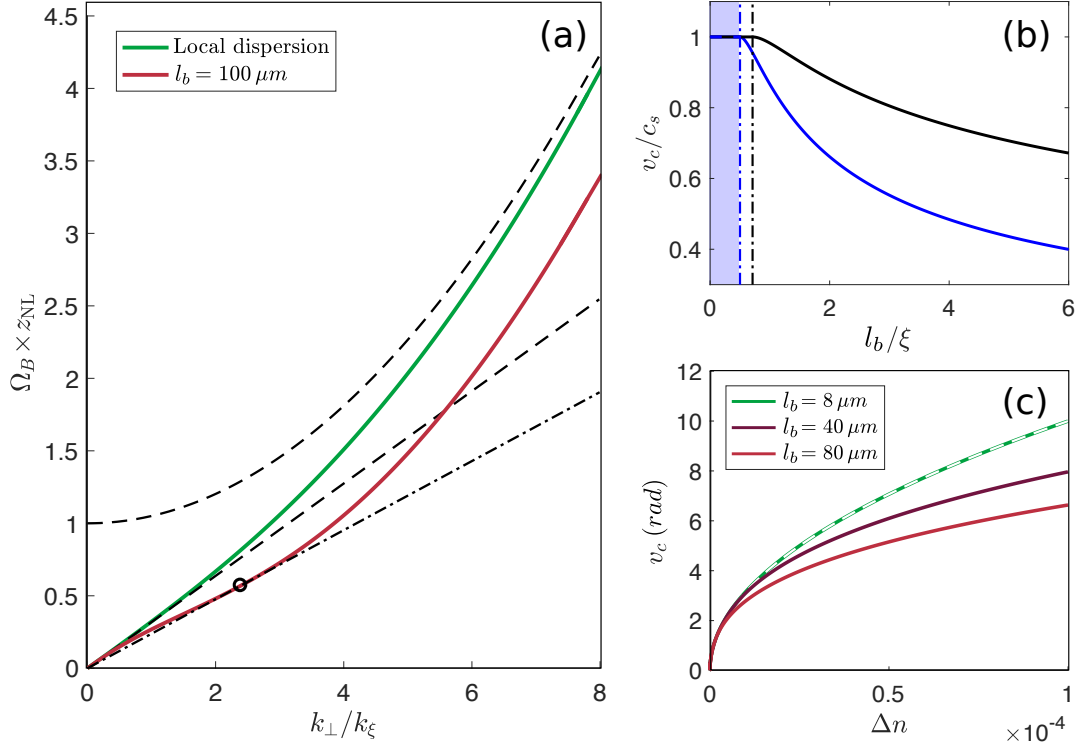 (a)
Local dispersion
l_b = 100 μm
4.5
4
3.5
3
2.5
2
1.5
1
0.5
0
Ω_B × z_NL
0 2 4 6 8
k_⊥/k_ξ
(b)
1
0.8
0.6
0.4
v_c/c_s
0 2 4 6
l_b/ξ
(c)
l_b = 8 μm
l_b = 40 μm
l_b = 80 μm
12
10
8
6
4
2
0
v_c (rad)
0 0.5 1
Δn
×10⁻⁴